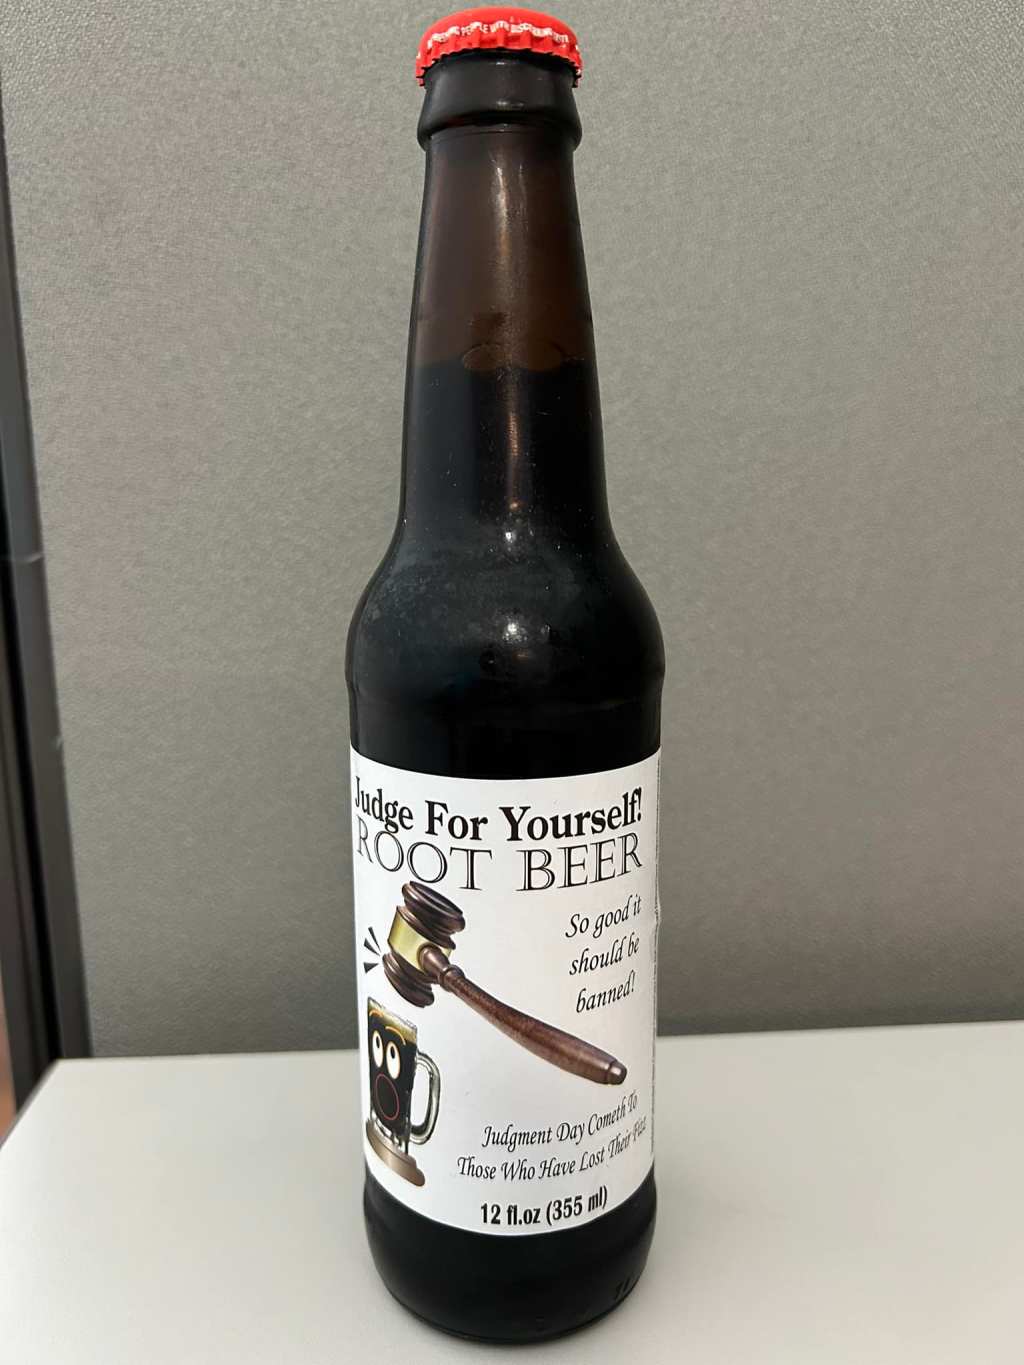 Judge For Yourself!
ROOT BEER
So good it
should be
banned!
Judgment Day Cometh To
Those Who Have Lost Their Fizz
12 fl.oz (355 ml)